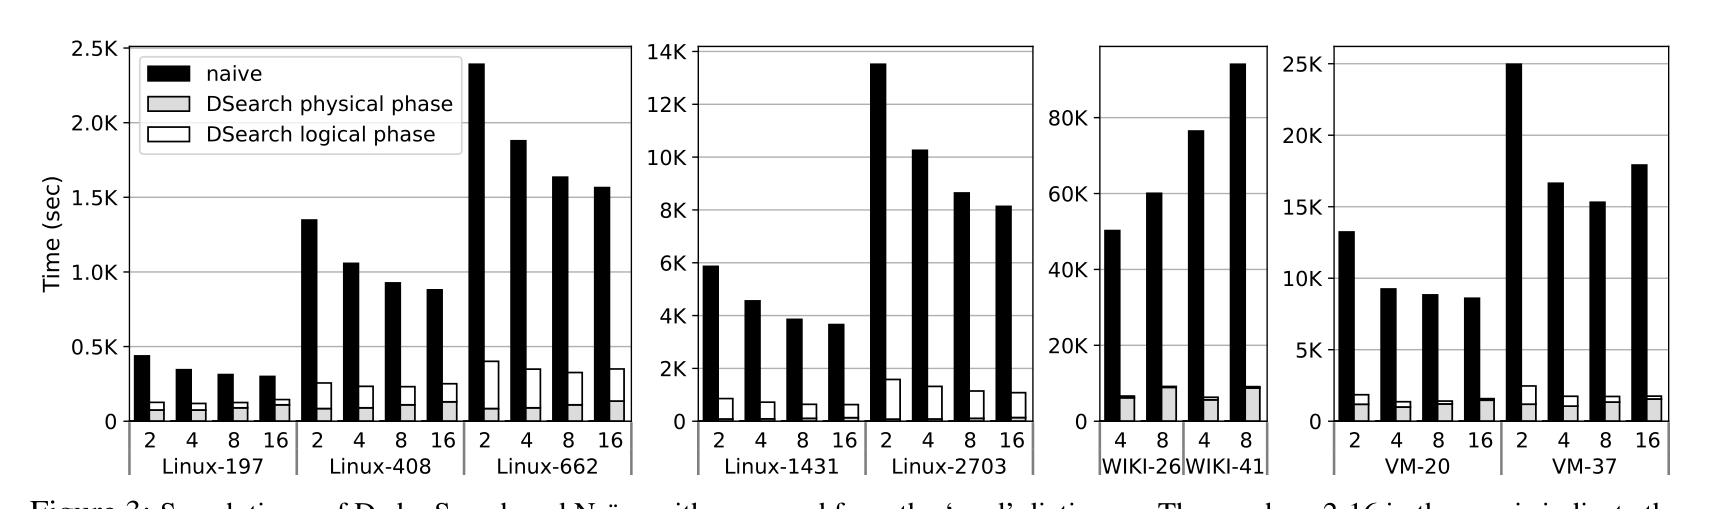 2.5K
2.0K
1.5K
1.0K
0.5K
0
Time (sec)
naive
DSearch physical phase
DSearch logical phase
2 4 8 16 2 4 8 16 2 4 8 16
Linux-197 Linux-408 Linux-662
14K
12K
10K
8K
6K
4K
2K
0
2 4 8 16 2 4 8 16
Linux-1431 Linux-2703
80K
60K
40K
20K
0
4 8 4 8
WIKI-26 WIKI-41
25K
20K
15K
10K
5K
0
2 4 8 16 2 4 8 16
VM-20 VM-37
Figure 3: